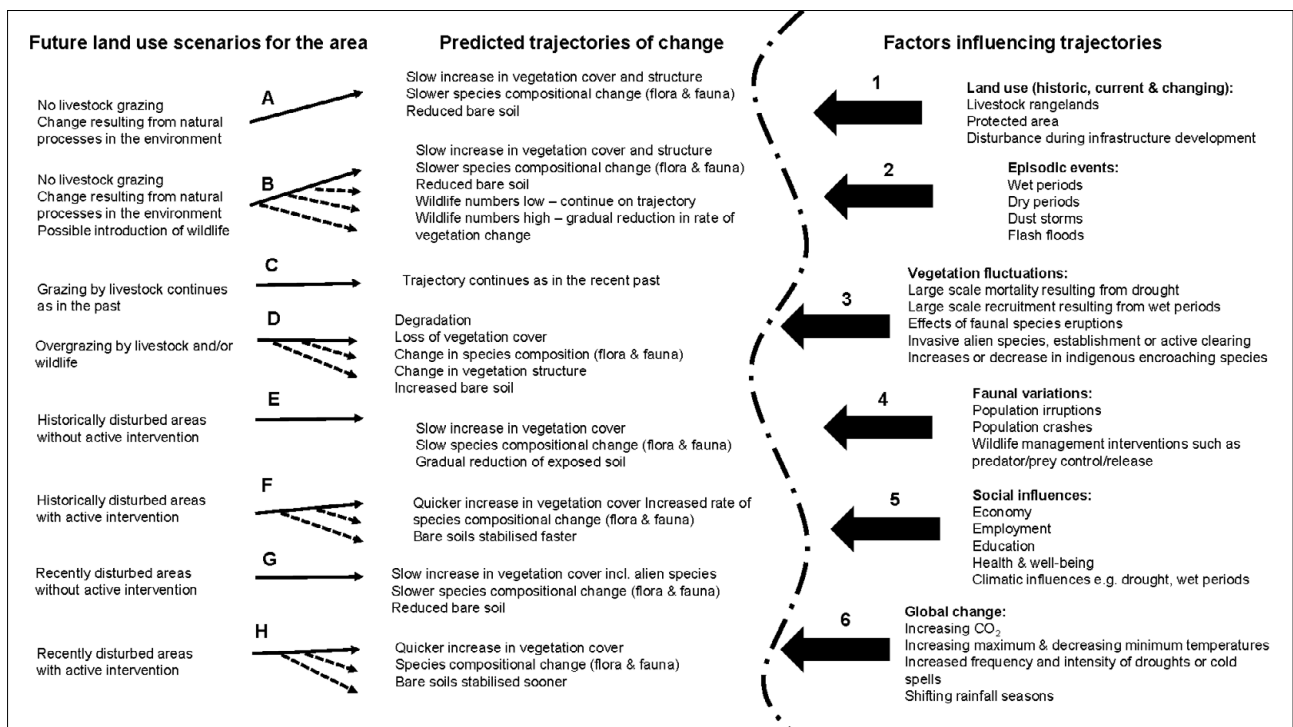 Future land use scenarios for the area
Predicted trajectories of change
Factors influencing trajectories
No livestock grazing
Change resulting from natural
processes in the environment
A
Slow increase in vegetation cover and structure
Slower species compositional change (flora & fauna)
Reduced bare soil
No livestock grazing
Change resulting from natural
processes in the environment
Possible introduction of wildlife
B
Slow increase in vegetation cover and structure
Slower species compositional change (flora & fauna)
Reduced bare soil
Wildlife numbers low – continue on trajectory
Wildlife numbers high – gradual reduction in rate of
vegetation change
Grazing by livestock continues
as in the past
C
Trajectory continues as in the recent past
Overgrazing by livestock and/or
wildlife
D
Degradation
Loss of vegetation cover
Change in species composition (flora & fauna)
Change in vegetation structure
Increased bare soil
Historically disturbed areas
without active intervention
E
Slow increase in vegetation cover
Slow species compositional change (flora & fauna)
Gradual reduction of exposed soil
Historically disturbed areas
with active intervention
F
Quicker increase in vegetation cover Increased rate of
species compositional change (flora & fauna)
Bare soils stabilised faster
Recently disturbed areas
without active intervention
G
Slow increase in vegetation cover incl. alien species
Slower species compositional change (flora & fauna)
Reduced bare soil
Recently disturbed areas
with active intervention
H
Quicker increase in vegetation cover
Species compositional change (flora & fauna)
Bare soils stabilised sooner
1
Land use (historic, current & changing):
Livestock rangelands
Protected area
Disturbance during infrastructure development
2
Episodic events:
Wet periods
Dry periods
Dust storms
Flash floods
3
Vegetation fluctuations:
Large scale mortality resulting from drought
Large scale recruitment resulting from wet periods
Effects of faunal species eruptions
Invasive alien species, establishment or active clearing
Increases or decrease in indigenous encroaching species
4
Faunal variations:
Population irruptions
Population crashes
Wildlife management interventions such as
predator/prey control/release
5
Social influences:
Economy
Employment
Education
Health & well-being
Climatic influences e.g. drought, wet periods
6
Global change:
Increasing CO₂
Increasing maximum & decreasing minimum temperatures
Increased frequency and intensity of droughts or cold
spells
Shifting rainfall seasons